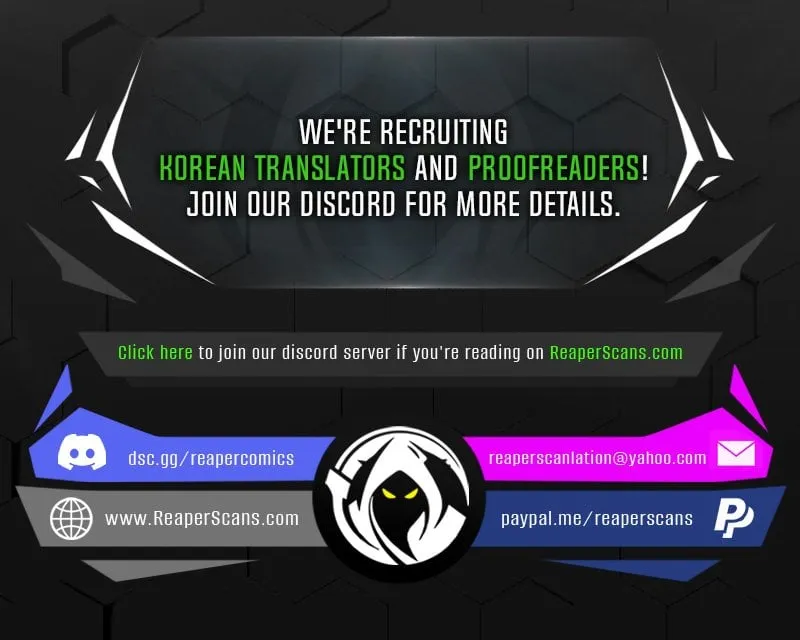 WE'RE RECRUITING
KOREAN TRANSLATORS AND PROOFREADERS!
JOIN OUR DISCORD FOR MORE DETAILS.
Click here to join our discord server if you're reading on ReaperScans.com
dsc.gg/reapercomics
reaperscanlation@yahoo.com
www.ReaperScans.com
paypal.me/reaperscans